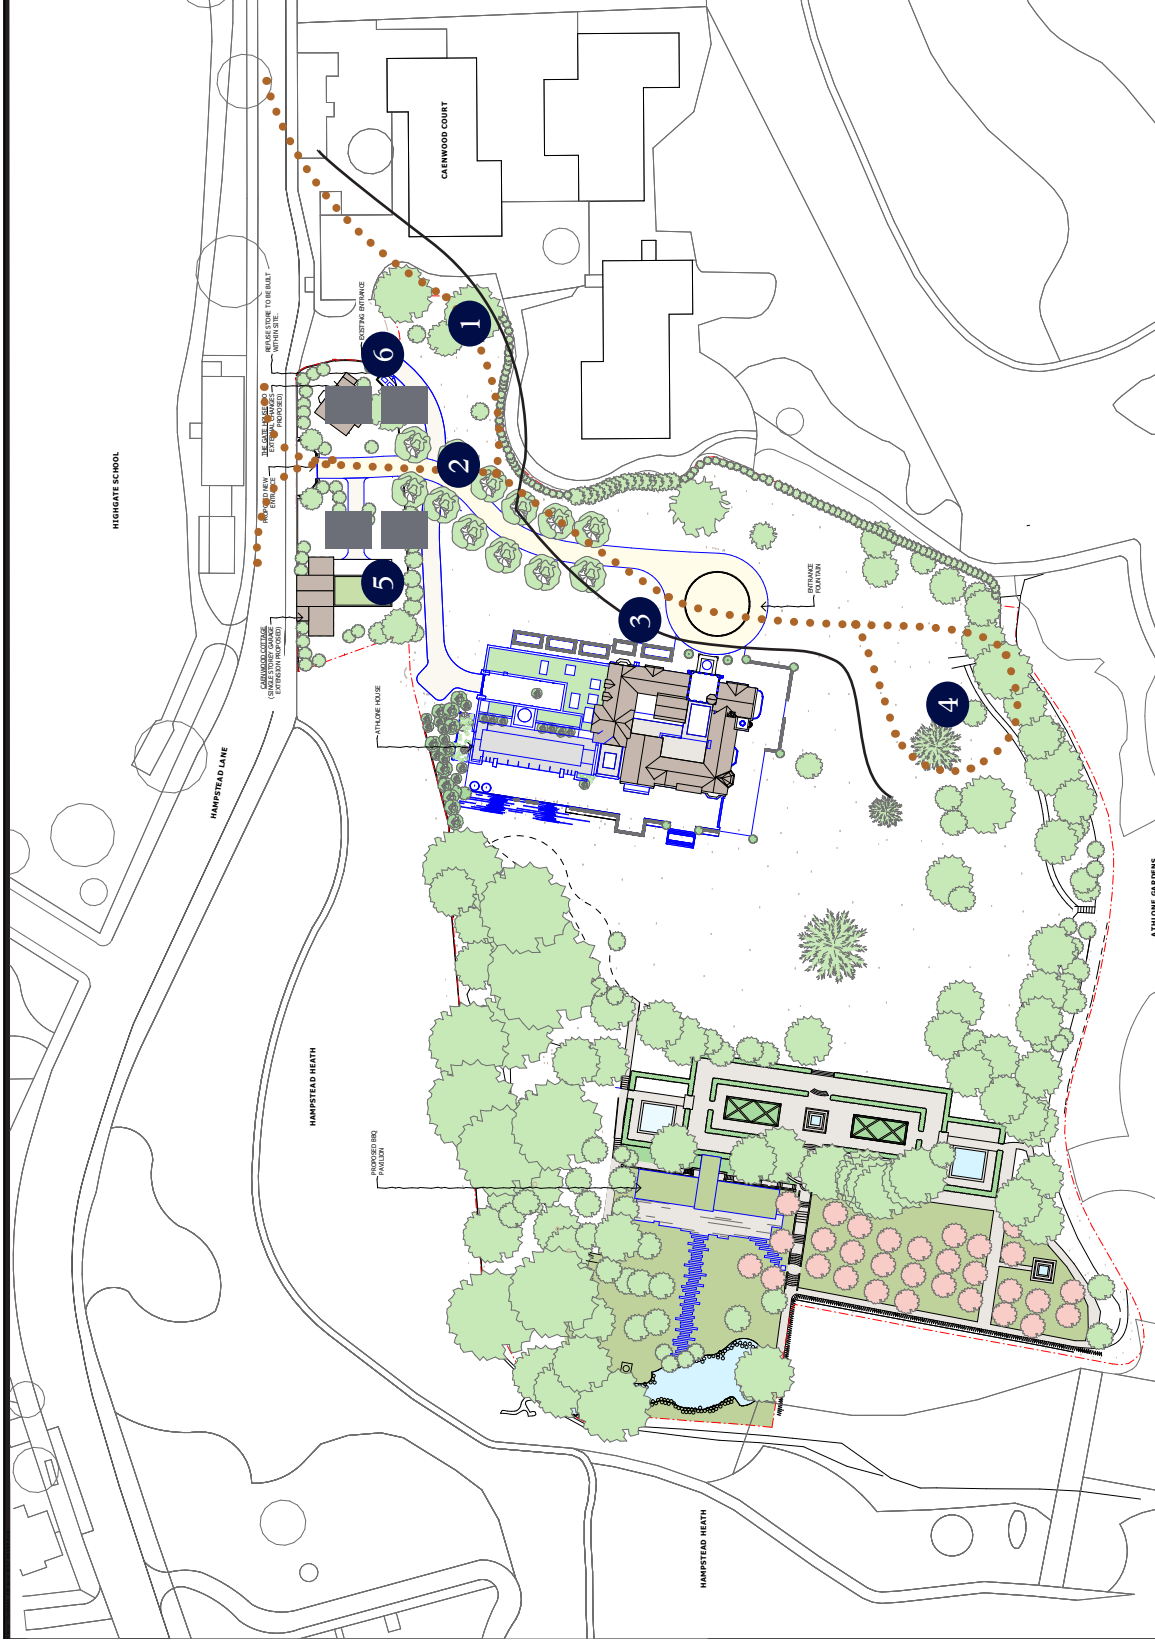 HIGHGATE SCHOOL
HAMPSTEAD LANE
CAENWOOD COURT
REFUSE STORE TO BE BUILT
WITHIN SITE.
EXISTING ENTRANCE
THE GATE HOUSE (NO
EXTERNAL CHANGES
PROPOSED)
PROPOSED NEW
ENTRANCE
CAENWOOD COTTAGE
(SINGLE STOREY GARAGE
EXTENSION PROPOSED)
ATHLONE HOUSE
ENTRANCE
FOUNTAIN
1
2
3
4
5
6
ATHLONE GARDENS
HAMPSTEAD HEATH
PROPOSED BBQ
PAVILION
HAMPSTEAD HEATH